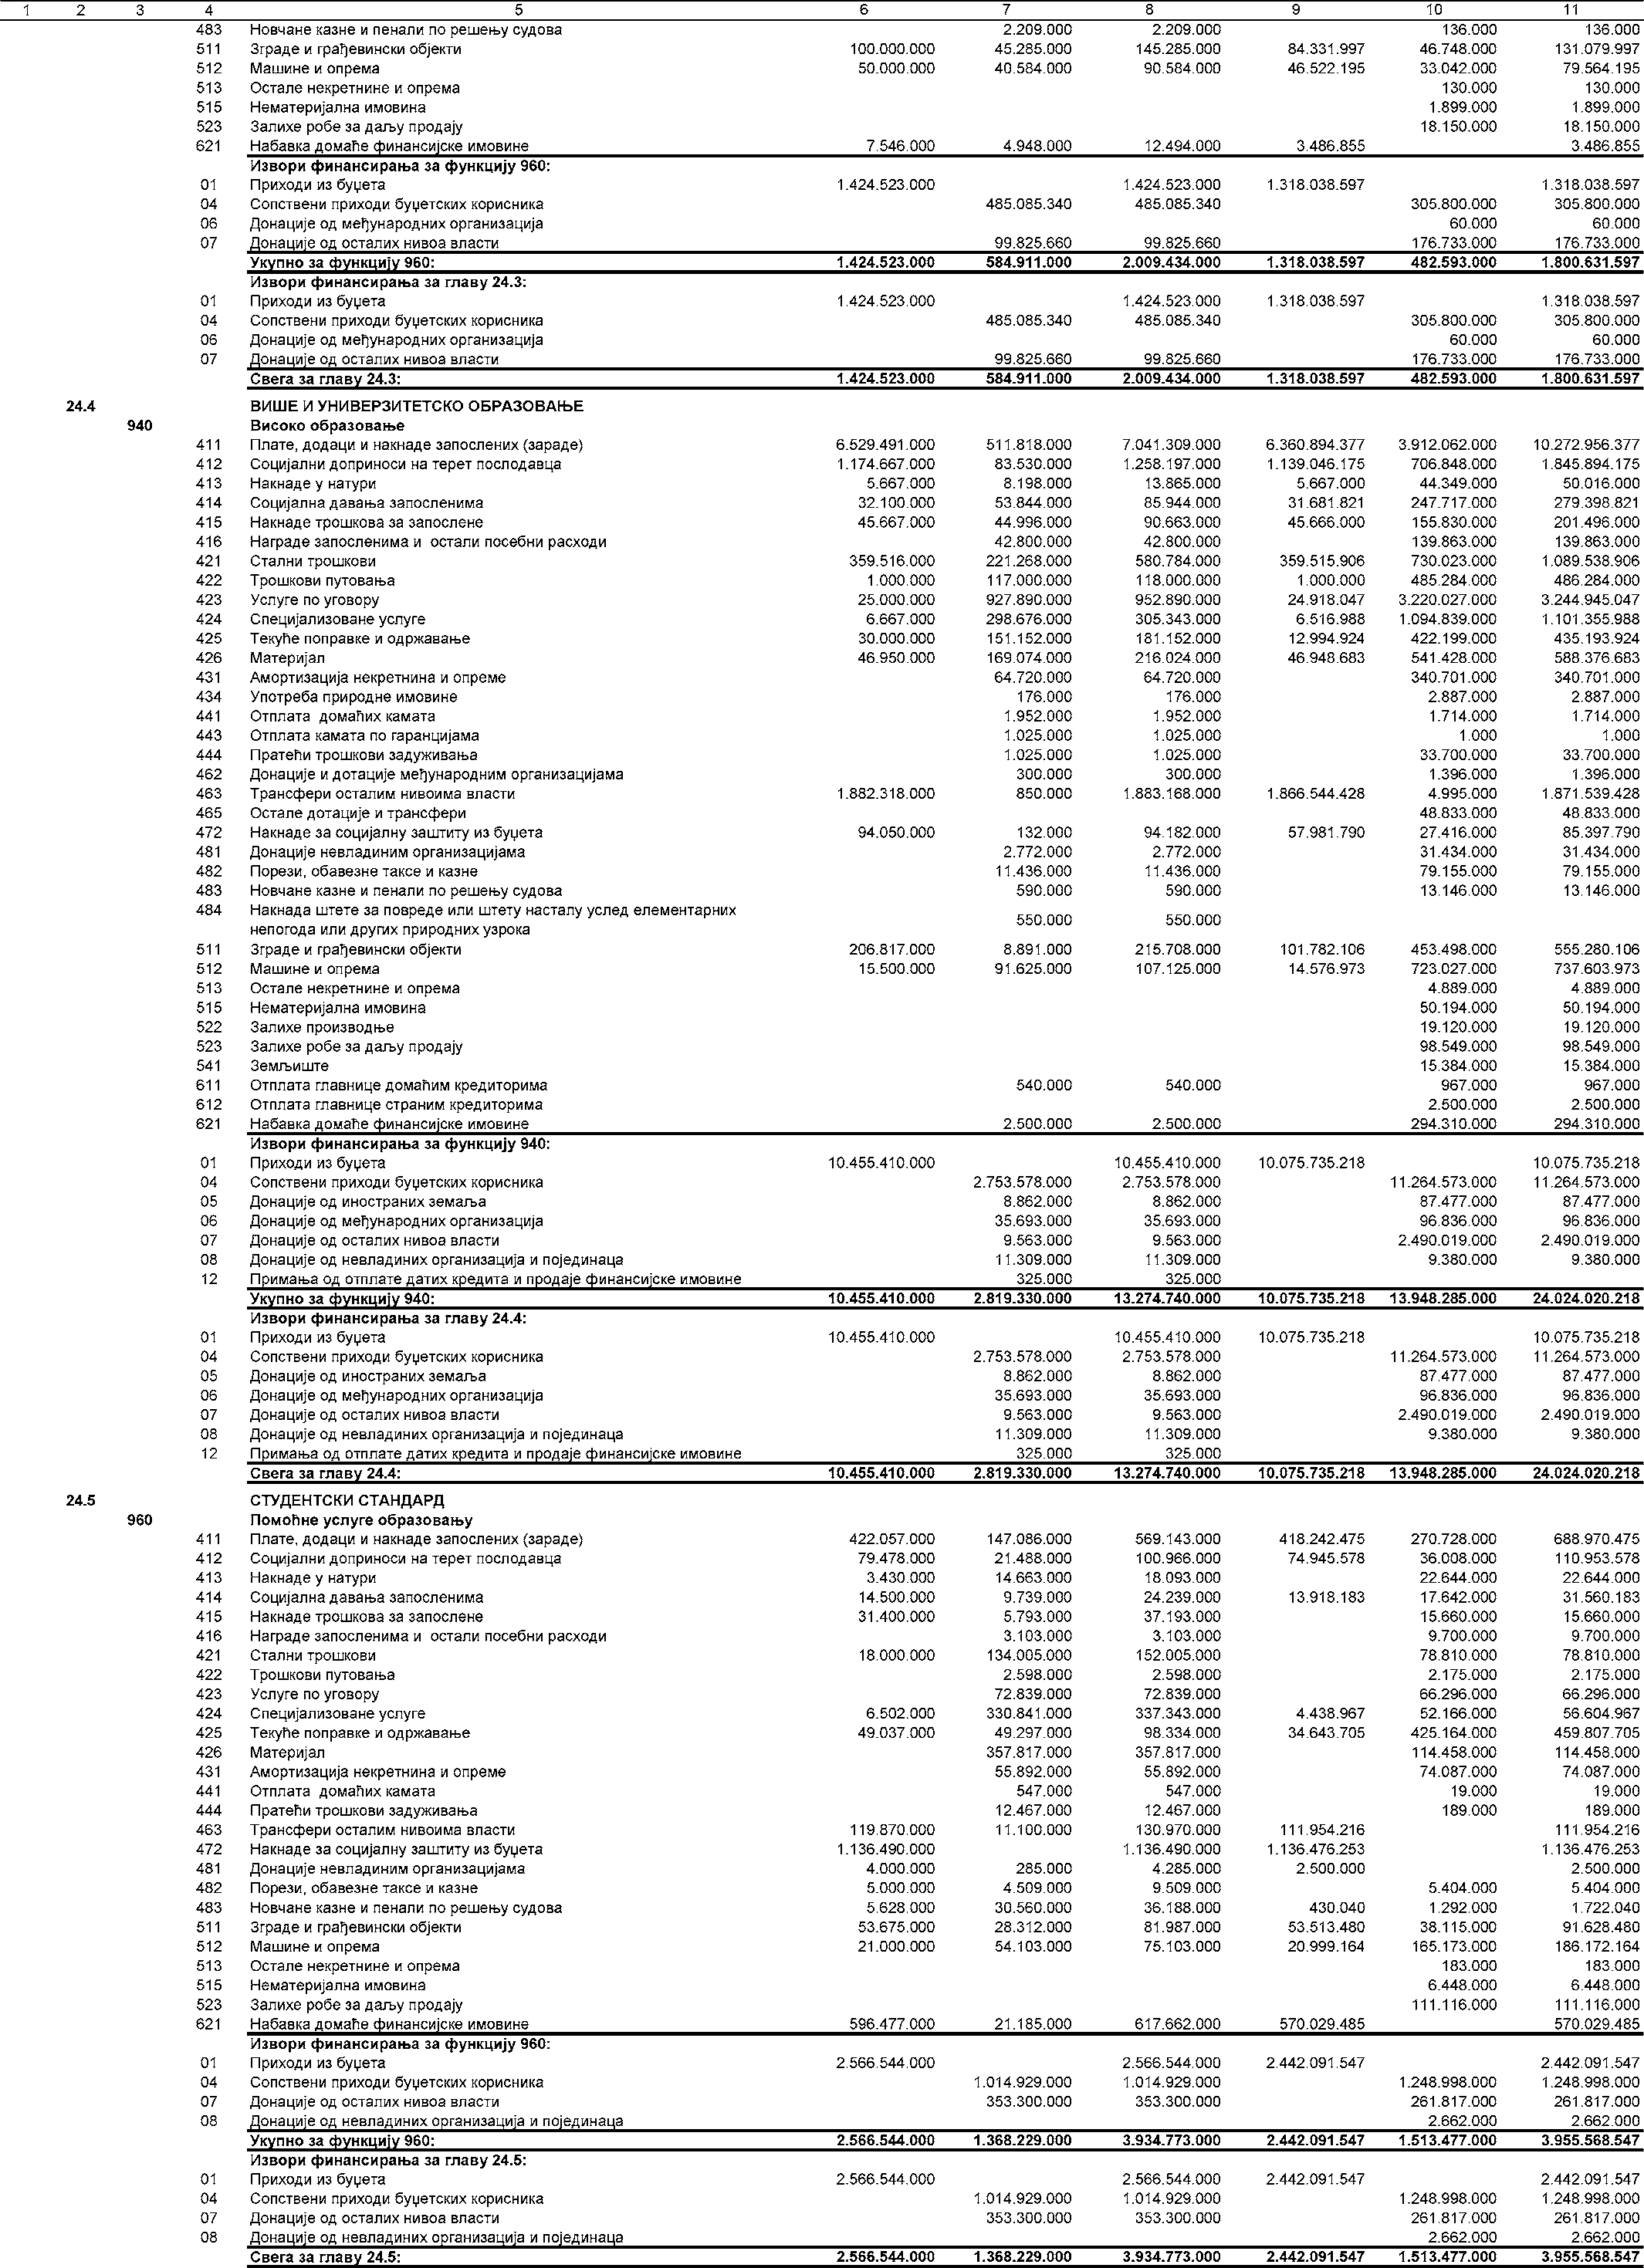 1 2 3 4 5 6 7 8 9 10 11
483 Новчане казне и пенали по решењу судова 2.209.000 2.209.000 136.000 136.000
511 Зграде и грађевински објекти 100.000.000 45.285.000 145.285.000 84.331.997 46.748.000 131.079.997
512 Машине и опрема 50.000.000 40.584.000 90.584.000 46.522.195 33.042.000 79.564.195
513 Остале некретнине и опрема 130.000 130.000
515 Нематеријална имовина 1.899.000 1.899.000
523 Залихе робе за даљу продају 18.150.000 18.150.000
621 Набавка домаће финансијске имовине 7.546.000 4.948.000 12.494.000 3.486.855 3.486.855
Извори финансирања за функцију 960:
01 Приходи из буџета 1.424.523.000 1.424.523.000 1.318.038.597 1.318.038.597
04 Сопствени приходи буџетских корисника 485.085.340 485.085.340 305.800.000 305.800.000
06 Донације од међународних организација 60.000 60.000
07 Донације од осталих нивоа власти 99.825.660 99.825.660 176.733.000 176.733.000
Укупно за функцију 960: 1.424.523.000 584.911.000 2.009.434.000 1.318.038.597 482.593.000 1.800.631.597
Извори финансирања за главу 24.3:
01 Приходи из буџета 1.424.523.000 1.424.523.000 1.318.038.597 1.318.038.597
04 Сопствени приходи буџетских корисника 485.085.340 485.085.340 305.800.000 305.800.000
06 Донације од међународних организација 60.000 60.000
07 Донације од осталих нивоа власти 99.825.660 99.825.660 176.733.000 176.733.000
Свега за главу 24.3: 1.424.523.000 584.911.000 2.009.434.000 1.318.038.597 482.593.000 1.800.631.597
24.4 ВИШЕ И УНИВЕРЗИТЕТСКО ОБРАЗОВАЊЕ
940 Високо образовање
411 Плате, додаци и накнаде запослених (зараде) 6.529.491.000 511.818.000 7.041.309.000 6.360.894.377 3.912.062.000 10.272.956.377
412 Социјални доприноси на терет послодавца 1.174.667.000 83.530.000 1.258.197.000 1.139.046.175 706.848.000 1.845.894.175
413 Накнаде у натури 5.667.000 8.198.000 13.865.000 5.667.000 44.349.000 50.016.000
414 Социјална давања запосленима 32.100.000 53.844.000 85.944.000 31.681.821 247.717.000 279.398.821
415 Накнаде трошкова за запослене 45.667.000 44.996.000 90.663.000 45.666.000 155.830.000 201.496.000
416 Награде запосленима и остали посебни расходи 42.800.000 42.800.000 139.863.000 139.863.000
421 Стални трошкови 359.516.000 221.268.000 580.784.000 359.515.906 730.023.000 1.089.538.906
422 Трошкови путовања 1.000.000 117.000.000 118.000.000 1.000.000 485.284.000 486.284.000
423 Услуге по уговору 25.000.000 927.890.000 952.890.000 24.918.047 3.220.027.000 3.244.945.047
424 Специјализоване услуге 6.667.000 298.676.000 305.343.000 6.516.988 1.094.839.000 1.101.355.988
425 Текуће поправке и одржавање 30.000.000 151.152.000 181.152.000 12.994.924 422.199.000 435.193.924
426 Материјал 46.950.000 169.074.000 216.024.000 46.948.683 541.428.000 588.376.683
431 Амортизација некретнина и опреме 64.720.000 64.720.000 340.701.000 340.701.000
434 Употреба природне имовине 176.000 176.000 2.887.000 2.887.000
441 Отплата домаћих камата 1.952.000 1.952.000 1.714.000 1.714.000
443 Отплата камата по гаранцијама 1.025.000 1.025.000 1.000 1.000
444 Пратећи трошкови задуживања 1.025.000 1.025.000 33.700.000 33.700.000
462 Донације и дотације међународним организацијама 300.000 300.000 1.396.000 1.396.000
463 Трансфери осталим нивоима власти 1.882.318.000 850.000 1.883.168.000 1.866.544.428 4.995.000 1.871.539.428
465 Остале дотације и трансфери 48.833.000 48.833.000
472 Накнаде за социјалну заштиту из буџета 94.050.000 132.000 94.182.000 57.981.790 27.416.000 85.397.790
481 Донације невладиним организацијама 2.772.000 2.772.000 31.434.000 31.434.000
482 Порези, обавезне таксе и казне 11.436.000 11.436.000 79.155.000 79.155.000
483 Новчане казне и пенали по решењу судова 590.000 590.000 13.146.000 13.146.000
484 Накнада штете за повреде или штету насталу услед елементарних
непогода или других природних узрока 550.000 550.000
511 Зграде и грађевински објекти 206.817.000 8.891.000 215.708.000 101.782.106 453.498.000 555.280.106
512 Машине и опрема 15.500.000 91.625.000 107.125.000 14.576.973 723.027.000 737.603.973
513 Остале некретнине и опрема 4.889.000 4.889.000
515 Нематеријална имовина 50.194.000 50.194.000
522 Залихе производње 19.120.000 19.120.000
523 Залихе робе за даљу продају 98.549.000 98.549.000
541 Земљиште 15.384.000 15.384.000
611 Отплата главнице домаћим кредиторима 540.000 540.000 967.000 967.000
612 Отплата главнице страним кредиторима 2.500.000 2.500.000
621 Набавка домаће финансијске имовине 2.500.000 2.500.000 294.310.000 294.310.000
Извори финансирања за функцију 940:
01 Приходи из буџета 10.455.410.000 10.455.410.000 10.075.735.218 10.075.735.218
04 Сопствени приходи буџетских корисника 2.753.578.000 2.753.578.000 11.264.573.000 11.264.573.000
05 Донације од иностраних земаља 8.862.000 8.862.000 87.477.000 87.477.000
06 Донације од међународних организација 35.693.000 35.693.000 96.836.000 96.836.000
07 Донације од осталих нивоа власти 9.563.000 9.563.000 2.490.019.000 2.490.019.000
08 Донације од невладиних организација и појединаца 11.309.000 11.309.000 9.380.000 9.380.000
12 Примања од отплате датих кредита и продаје финансијске имовине 325.000 325.000
Укупно за функцију 940: 10.455.410.000 2.819.330.000 13.274.740.000 10.075.735.218 13.948.285.000 24.024.020.218
Извори финансирања за главу 24.4:
01 Приходи из буџета 10.455.410.000 10.455.410.000 10.075.735.218 10.075.735.218
04 Сопствени приходи буџетских корисника 2.753.578.000 2.753.578.000 11.264.573.000 11.264.573.000
05 Донације од иностраних земаља 8.862.000 8.862.000 87.477.000 87.477.000
06 Донације од међународних организација 35.693.000 35.693.000 96.836.000 96.836.000
07 Донације од осталих нивоа власти 9.563.000 9.563.000 2.490.019.000 2.490.019.000
08 Донације од невладиних организација и појединаца 11.309.000 11.309.000 9.380.000 9.380.000
12 Примања од отплате датих кредита и продаје финансијске имовине 325.000 325.000
Свега за главу 24.4: 10.455.410.000 2.819.330.000 13.274.740.000 10.075.735.218 13.948.285.000 24.024.020.218
24.5 СТУДЕНТСКИ СТАНДАРД
960 Помоћне услуге образовању
411 Плате, додаци и накнаде запослених (зараде) 422.057.000 147.086.000 569.143.000 418.242.475 270.728.000 688.970.475
412 Социјални доприноси на терет послодавца 79.478.000 21.488.000 100.966.000 74.945.578 36.008.000 110.953.578
413 Накнаде у натури 3.430.000 14.663.000 18.093.000 22.644.000 22.644.000
414 Социјална давања запосленима 14.500.000 9.739.000 24.239.000 13.918.183 17.642.000 31.560.183
415 Накнаде трошкова за запослене 31.400.000 5.793.000 37.193.000 15.660.000 15.660.000
416 Награде запосленима и остали посебни расходи 3.103.000 3.103.000 9.700.000 9.700.000
421 Стални трошкови 18.000.000 134.005.000 152.005.000 78.810.000 78.810.000
422 Трошкови путовања 2.598.000 2.598.000 2.175.000 2.175.000
423 Услуге по уговору 72.839.000 72.839.000 66.296.000 66.296.000
424 Специјализоване услуге 6.502.000 330.841.000 337.343.000 4.438.967 52.166.000 56.604.967
425 Текуће поправке и одржавање 49.037.000 49.297.000 98.334.000 34.643.705 425.164.000 459.807.705
426 Материјал 357.817.000 357.817.000 114.458.000 114.458.000
431 Амортизација некретнина и опреме 55.892.000 55.892.000 74.087.000 74.087.000
441 Отплата домаћих камата 547.000 547.000 19.000 19.000
444 Пратећи трошкови задуживања 12.467.000 12.467.000 189.000 189.000
463 Трансфери осталим нивоима власти 119.870.000 11.100.000 130.970.000 111.954.216 111.954.216
472 Накнаде за социјалну заштиту из буџета 1.136.490.000 1.136.490.000 1.136.476.253 1.136.476.253
481 Донације невладиним организацијама 4.000.000 285.000 4.285.000 2.500.000 2.500.000
482 Порези, обавезне таксе и казне 5.000.000 4.509.000 9.509.000 5.404.000 5.404.000
483 Новчане казне и пенали по решењу судова 5.628.000 30.560.000 36.188.000 430.040 1.292.000 1.722.040
511 Зграде и грађевински објекти 53.675.000 28.312.000 81.987.000 53.513.480 38.115.000 91.628.480
512 Машине и опрема 21.000.000 54.103.000 75.103.000 20.999.164 165.173.000 186.172.164
513 Остале некретнине и опрема 183.000 183.000
515 Нематеријална имовина 6.448.000 6.448.000
523 Залихе робе за даљу продају 111.116.000 111.116.000
621 Набавка домаће финансијске имовине 596.477.000 21.185.000 617.662.000 570.029.485 570.029.485
Извори финансирања за функцију 960:
01 Приходи из буџета 2.566.544.000 2.566.544.000 2.442.091.547 2.442.091.547
04 Сопствени приходи буџетских корисника 1.014.929.000 1.014.929.000 1.248.998.000 1.248.998.000
07 Донације од осталих нивоа власти 353.300.000 353.300.000 261.817.000 261.817.000
08 Донације од невладиних организација и појединаца 2.662.000 2.662.000
Укупно за функцију 960: 2.566.544.000 1.368.229.000 3.934.773.000 2.442.091.547 1.513.477.000 3.955.568.547
Извори финансирања за главу 24.5:
01 Приходи из буџета 2.566.544.000 2.566.544.000 2.442.091.547 2.442.091.547
04 Сопствени приходи буџетских корисника 1.014.929.000 1.014.929.000 1.248.998.000 1.248.998.000
07 Донације од осталих нивоа власти 353.300.000 353.300.000 261.817.000 261.817.000
08 Донације од невладиних организација и појединаца 2.662.000 2.662.000
Свега за главу 24.5: 2.566.544.000 1.368.229.000 3.934.773.000 2.442.091.547 1.513.477.000 3.955.568.547